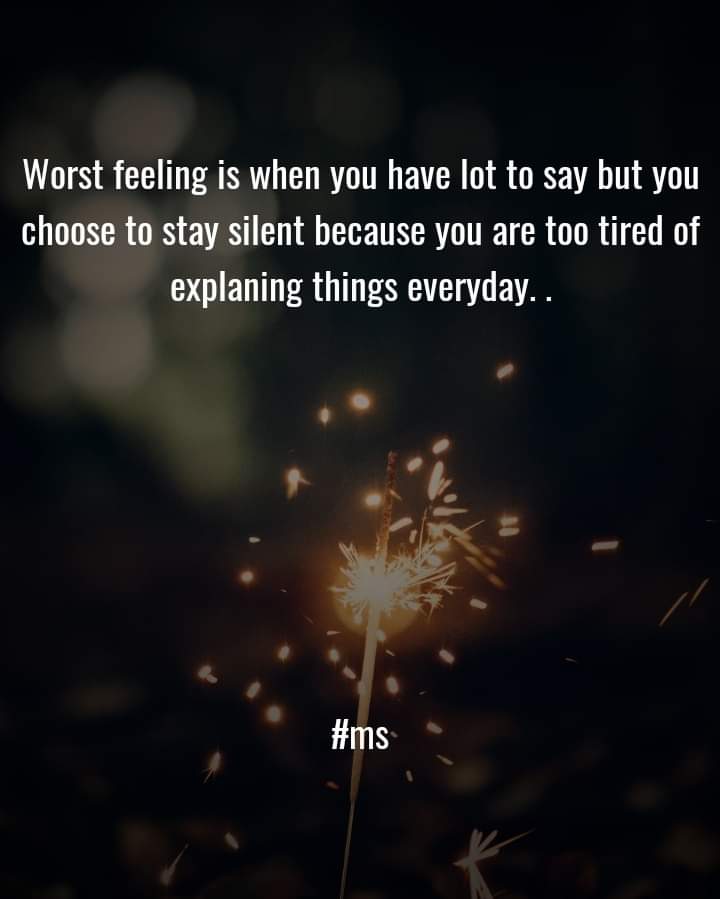 Worst feeling is when you have lot to say but you
choose to stay silent because you are too tired of
explaning things everyday. .
#ms